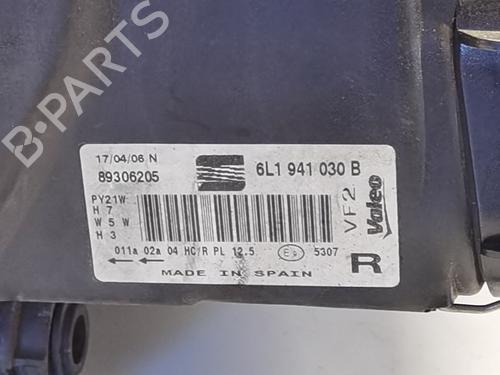 B-Parts
17/04/06 N
89306205
6L1 941 030 B
PY21W
H 7
W 5 W
H 3
VF2
Valeo
011a 02a 04 HC/R PL 12.5
5307
MADE IN SPAIN
R